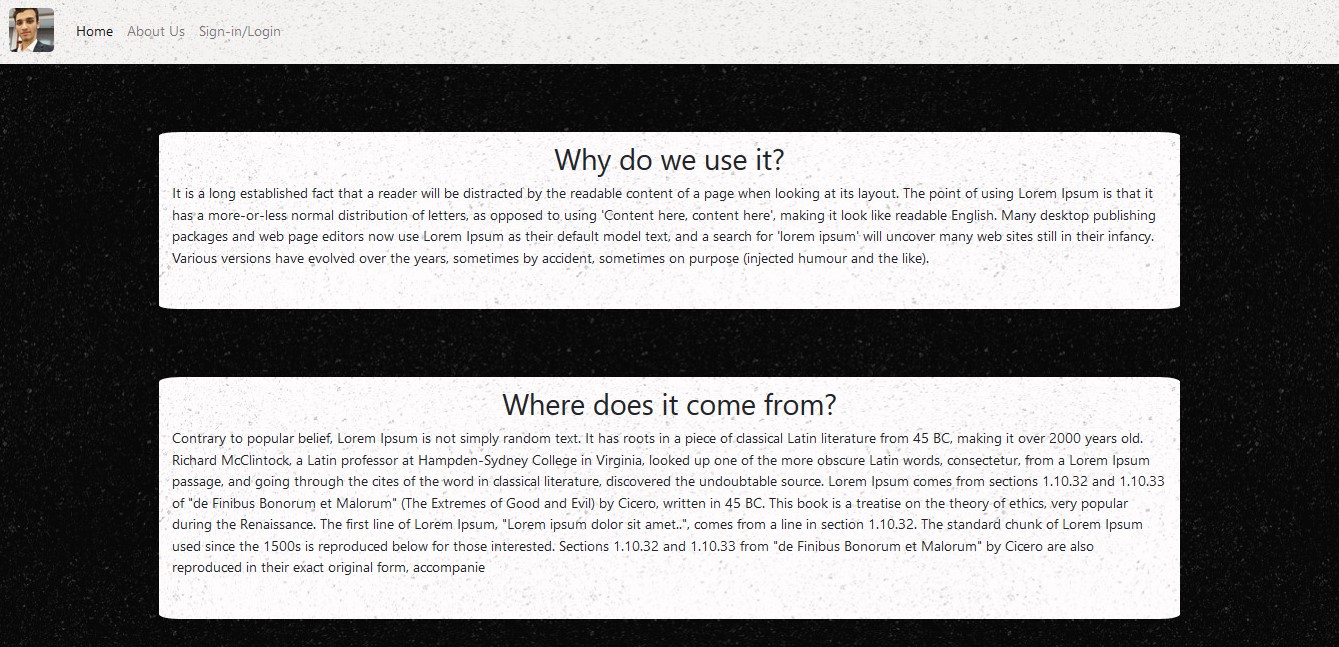 Home About Us Sign-in/Login
Why do we use it?
It is a long established fact that a reader will be distracted by the readable content of a page when looking at its layout. The point of using Lorem Ipsum is that it
has a more-or-less normal distribution of letters, as opposed to using 'Content here, content here', making it look like readable English. Many desktop publishing
packages and web page editors now use Lorem Ipsum as their default model text, and a search for 'lorem ipsum' will uncover many web sites still in their infancy.
Various versions have evolved over the years, sometimes by accident, sometimes on purpose (injected humour and the like).
Where does it come from?
Contrary to popular belief, Lorem Ipsum is not simply random text. It has roots in a piece of classical Latin literature from 45 BC, making it over 2000 years old.
Richard McClintock, a Latin professor at Hampden-Sydney College in Virginia, looked up one of the more obscure Latin words, consectetur, from a Lorem Ipsum
passage, and going through the cites of the word in classical literature, discovered the undoubtable source. Lorem Ipsum comes from sections 1.10.32 and 1.10.33
of "de Finibus Bonorum et Malorum" (The Extremes of Good and Evil) by Cicero, written in 45 BC. This book is a treatise on the theory of ethics, very popular
during the Renaissance. The first line of Lorem Ipsum, "Lorem ipsum dolor sit amet..", comes from a line in section 1.10.32. The standard chunk of Lorem Ipsum
used since the 1500s is reproduced below for those interested. Sections 1.10.32 and 1.10.33 from "de Finibus Bonorum et Malorum" by Cicero are also
reproduced in their exact original form, accompanie